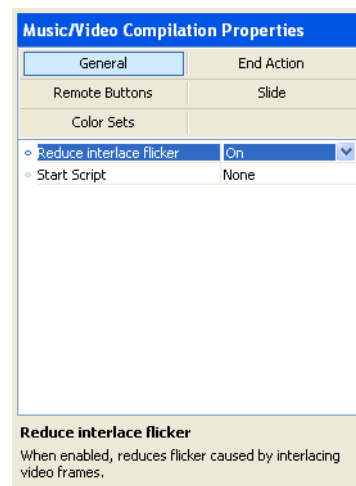 Music/Video Compilation Properties
General End Action
Remote Buttons Slide
Color Sets
Reduce interlace flicker On
Start Script None
Reduce interlace flicker
When enabled, reduces flicker caused by interlacing
video frames.